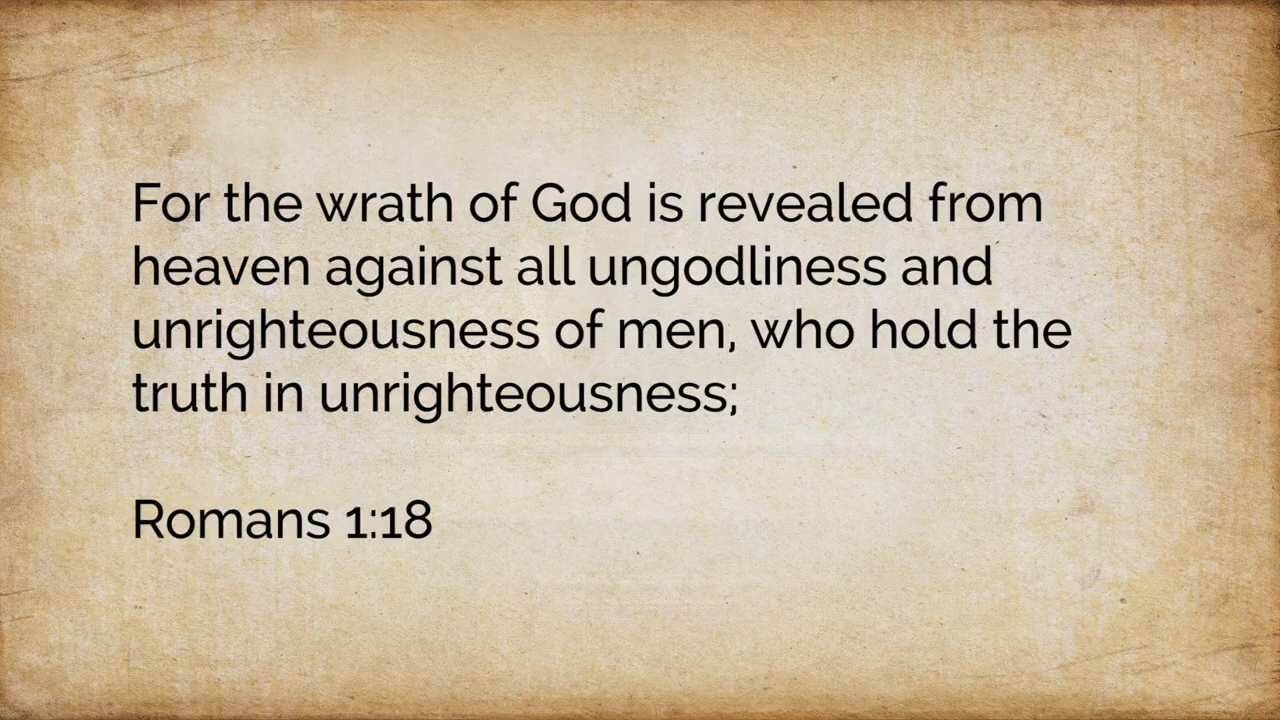 For the wrath of God is revealed from
heaven against all ungodliness and
unrighteousness of men, who hold the
truth in unrighteousness;
Romans 1:18